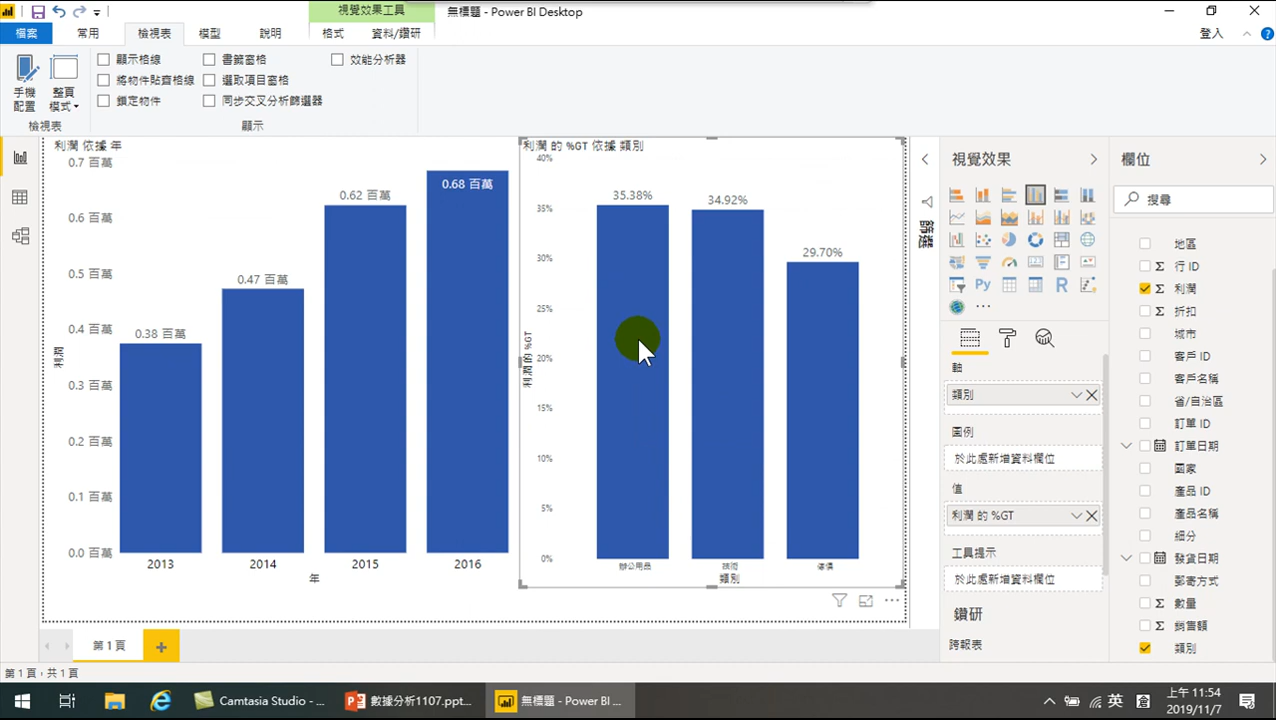 視覺效果工具
無標題 - Power BI Desktop
檔案
常用
檢視表
模型
說明
格式
資料/鑽研
登入
手機
配置
整頁
模式
檢視表
顯示格線
將物件貼齊格線
鎖定物件
書籤窗格
選取項目窗格
同步交叉分析篩選器
效能分析器
顯示
利潤 依據 年
0.7 百萬
0.6 百萬
0.5 百萬
0.4 百萬
0.3 百萬
0.2 百萬
0.1 百萬
0.0 百萬
利潤
0.38 百萬
0.47 百萬
0.62 百萬
0.68 百萬
2013
2014
2015
2016
年
利潤 的 %GT 依據 類別
40%
35%
30%
25%
20%
15%
10%
5%
0%
利潤 的 %GT
35.38%
34.92%
29.70%
辦公用品
技術
傢俱
類別
篩選
視覺效果
Py
R
軸
類別
圖例
於此處新增資料欄位
值
利潤 的 %GT
工具提示
於此處新增資料欄位
鑽研
跨報表
欄位
搜尋
地區
行 ID
利潤
折扣
城市
客戶 ID
客戶名稱
省/自治區
訂單 ID
訂單日期
國家
產品 ID
產品名稱
細分
發貨日期
郵寄方式
數量
銷售額
類別
第 1 頁
第 1 頁，共 1 頁
Camtasia Studio - ...
數據分析1107.ppt...
無標題 - Power BI ...
英
上午 11:54
2019/11/7